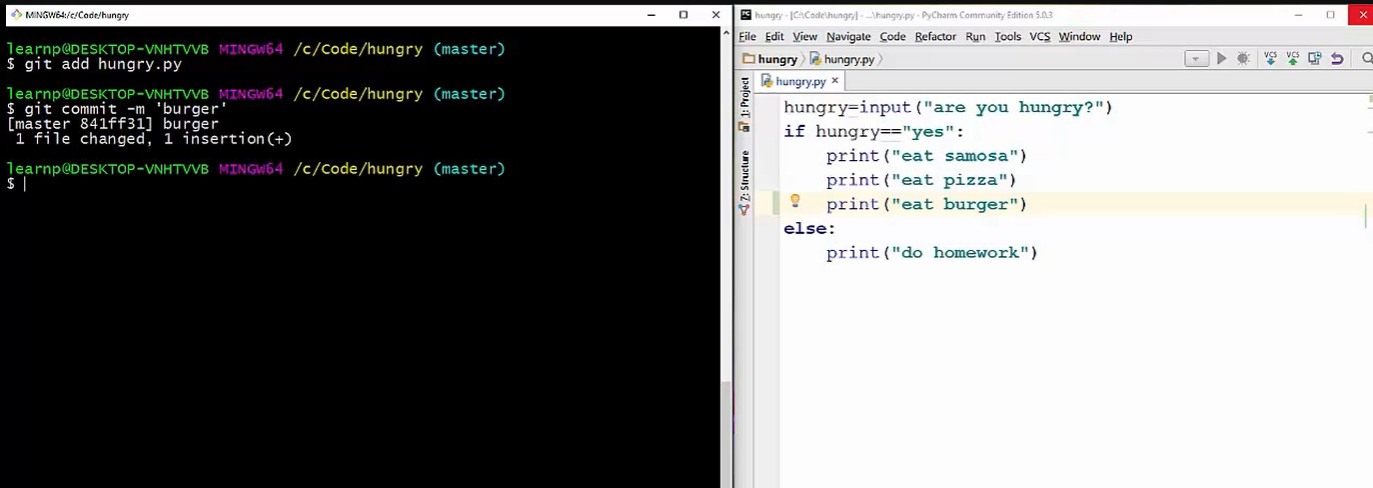 MINGW64:/c/Code/hungry
learnp@DESKTOP-VNHTVVB MINGW64 /c/Code/hungry (master)
$ git add hungry.py
learnp@DESKTOP-VNHTVVB MINGW64 /c/Code/hungry (master)
$ git commit -m 'burger'
[master 841ff31] burger
 1 file changed, 1 insertion(+)
learnp@DESKTOP-VNHTVVB MINGW64 /c/Code/hungry (master)
$
hungry - [C:\Code\hungry] - ...\hungry.py - PyCharm Community Edition 5.0.3
File Edit View Navigate Code Refactor Run Tools VCS Window Help
hungry hungry.py
VCS VCS
hungry.py
1: Project
Z: Structure
hungry=input("are you hungry?")
if hungry=="yes":
    print("eat samosa")
    print("eat pizza")
    print("eat burger")
else:
    print("do homework")